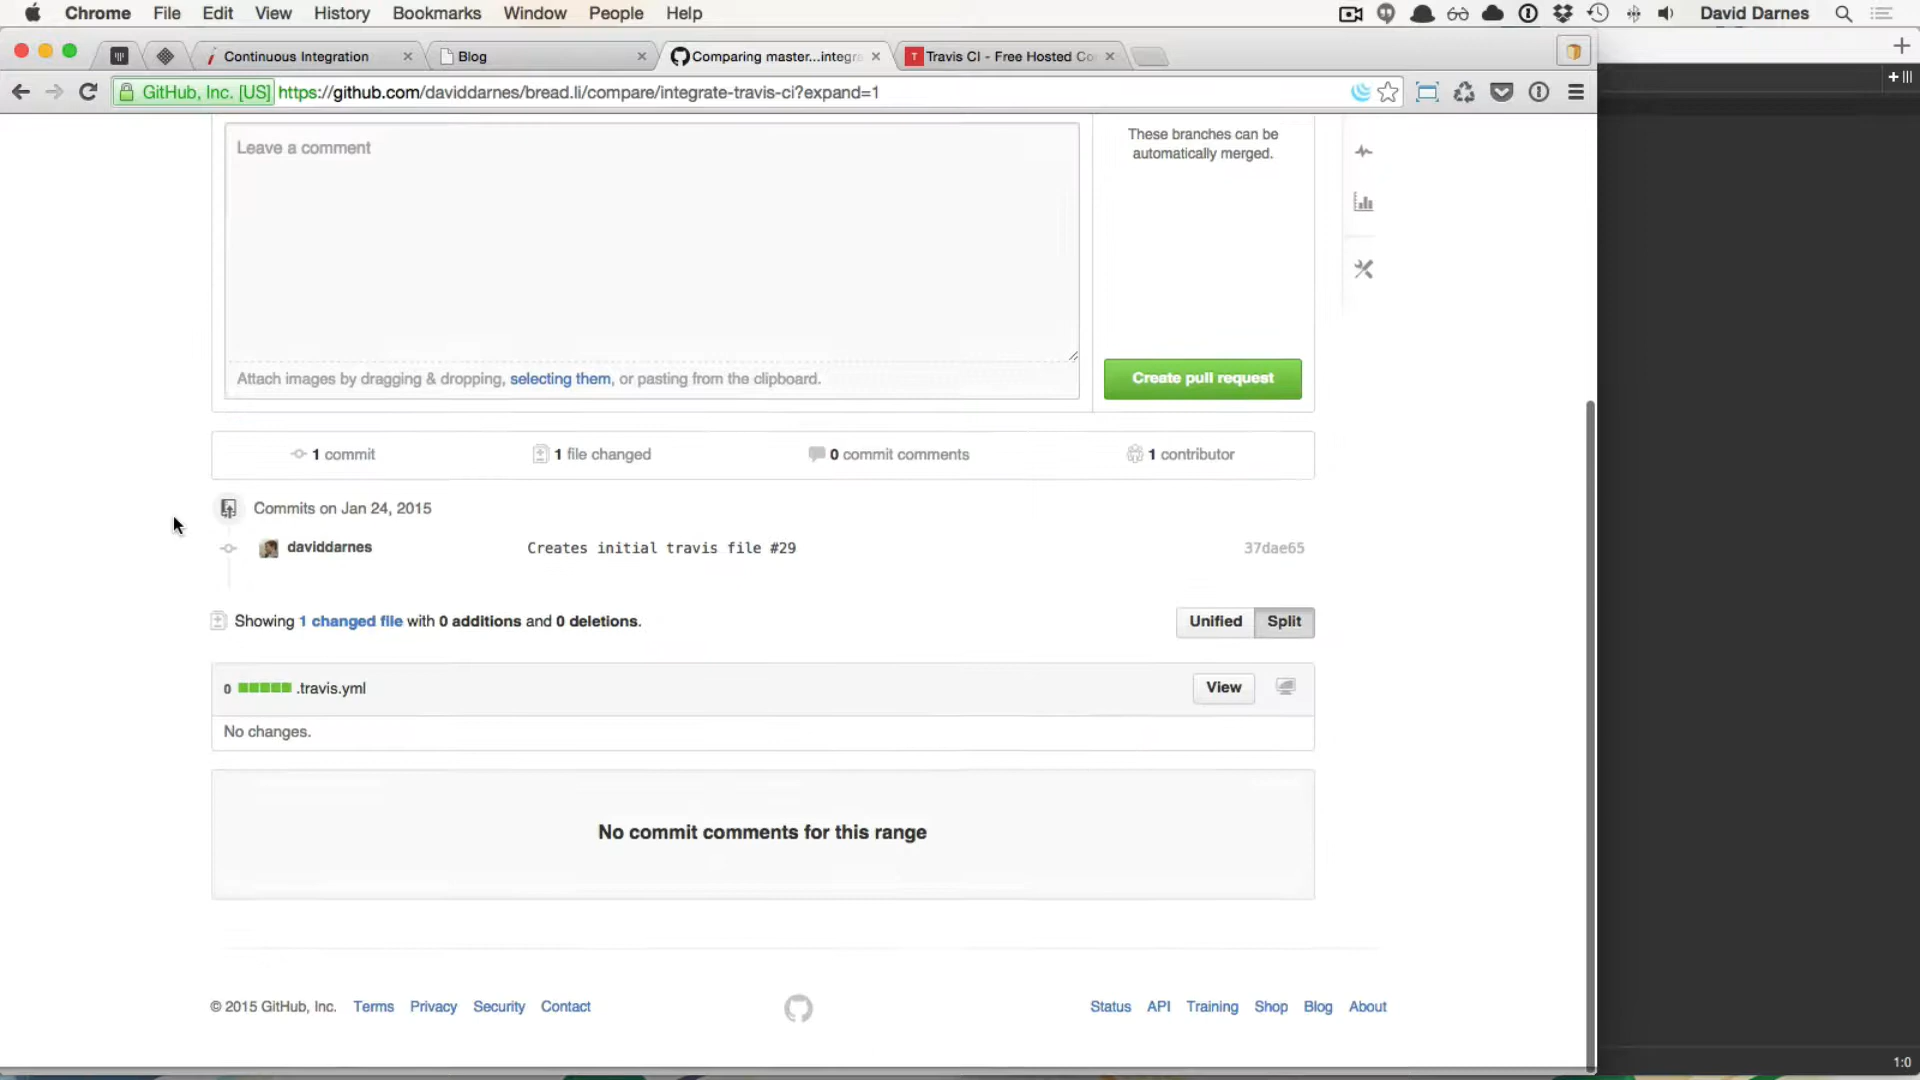 Chrome File Edit View History Bookmarks Window People Help David Darnes
Continuous Integration Blog Comparing master...integra Travis CI - Free Hosted Co
GitHub, Inc. [US] https://github.com/daviddarnes/bread.li/compare/integrate-travis-ci?expand=1
Leave a comment
These branches can be
automatically merged.
Attach images by dragging & dropping, selecting them, or pasting from the clipboard.
Create pull request
1 commit 1 file changed 0 commit comments 1 contributor
Commits on Jan 24, 2015
daviddarnes Creates initial travis file #29 37dae65
Showing 1 changed file with 0 additions and 0 deletions.
Unified Split
0 .travis.yml View
No changes.
No commit comments for this range
© 2015 GitHub, Inc. Terms Privacy Security Contact Status API Training Shop Blog About
1:0